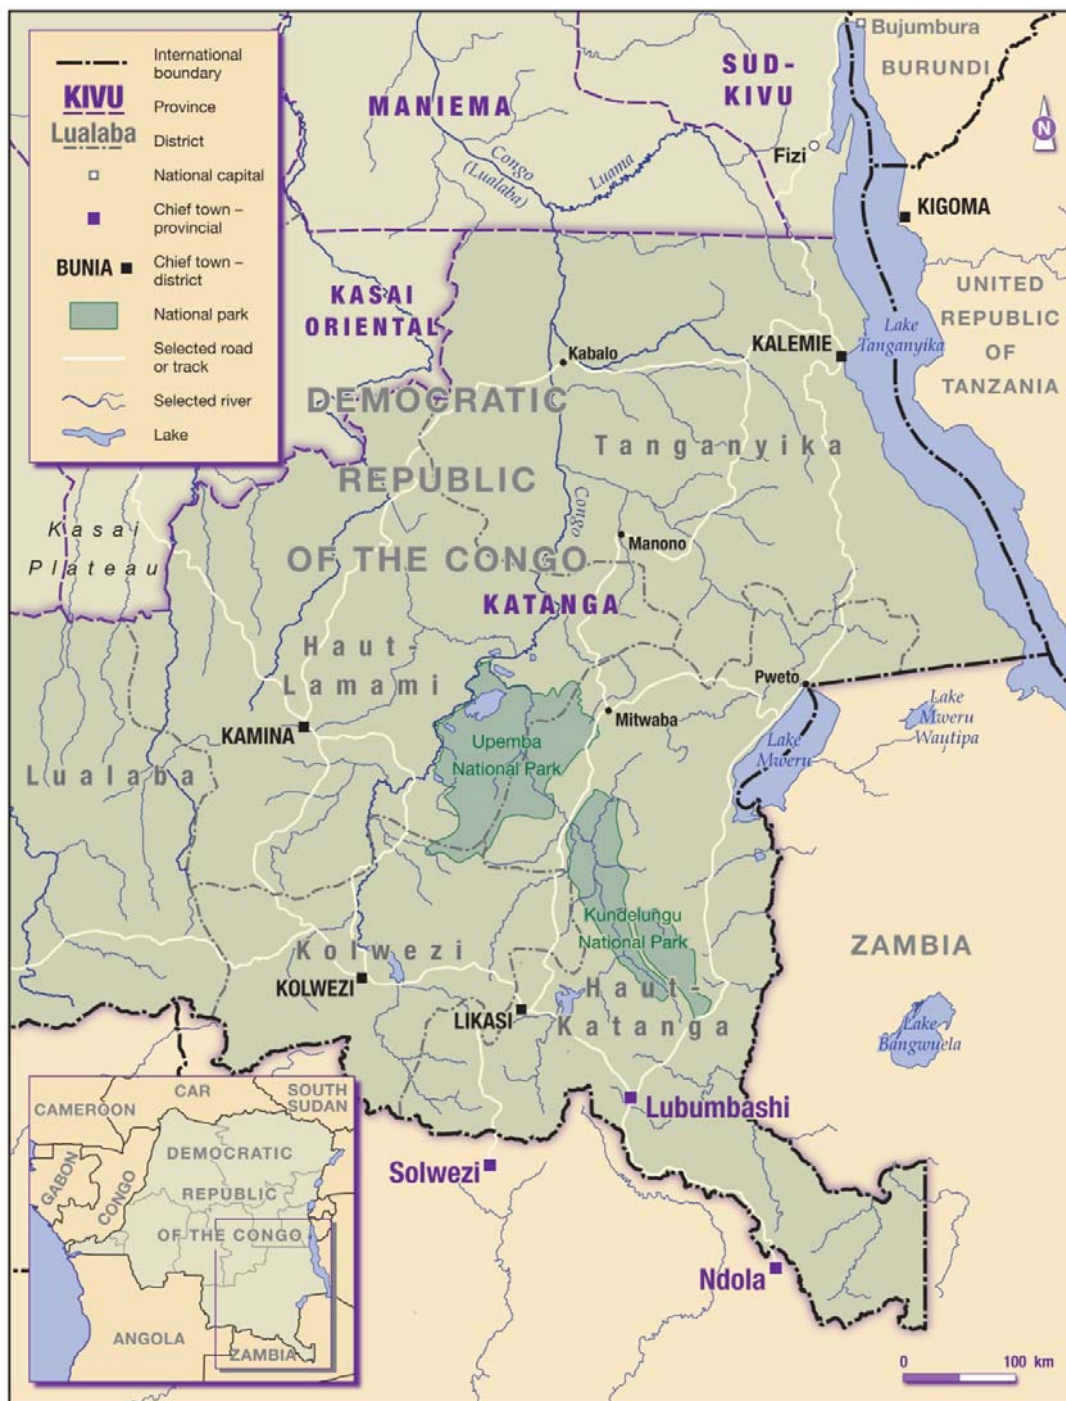 International
boundary
KIVU
Province
Lualaba
District
National capital
Chief town –
provincial
BUNIA
Chief town –
district
National park
Selected road
or track
Selected river
Lake
MANIEMA
SUD-
KIVU
Bujumbura
BURUNDI
N
Fizi
KIGOMA
Congo
(Lualaba)
Luama
UNITED
REPUBLIC
OF
TANZANIA
KASAI
ORIENTAL
Lake
Tanganyika
Kabalo
KALEMIE
DEMOCRATIC
REPUBLIC
OF THE CONGO
Tanganyika
Congo
Manono
Kasai
Plateau
KATANGA
Haut-
Lamami
Pweto
Mitwaba
Lake
Mweru
Wautipa
KAMINA
Upemba
National Park
Lake
Mweru
Lualaba
Kundelungu
National Park
ZAMBIA
Kolwezi
KOLWEZI
LIKASI
Haut-
Katanga
Lake
Bangwuela
Lubumbashi
Solwezi
Ndola
CAMEROON
CAR
SOUTH
SUDAN
GABON
CONGO
DEMOCRATIC
REPUBLIC
OF THE CONGO
ANGOLA
ZAMBIA
0 100 km